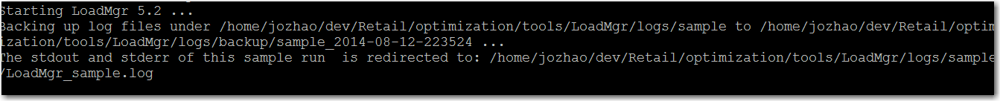 Starting LoadMgr 5.2 ...
Backing up log files under /home/jozhao/dev/Retail/optimization/tools/LoadMgr/logs/sample to /home/jozhao/dev/Retail/optim
ization/tools/LoadMgr/logs/backup/sample_2014-08-12-223524 ...
The stdout and stderr of this sample run  is redirected to: /home/jozhao/dev/Retail/optimization/tools/LoadMgr/logs/sample
/LoadMgr_sample.log